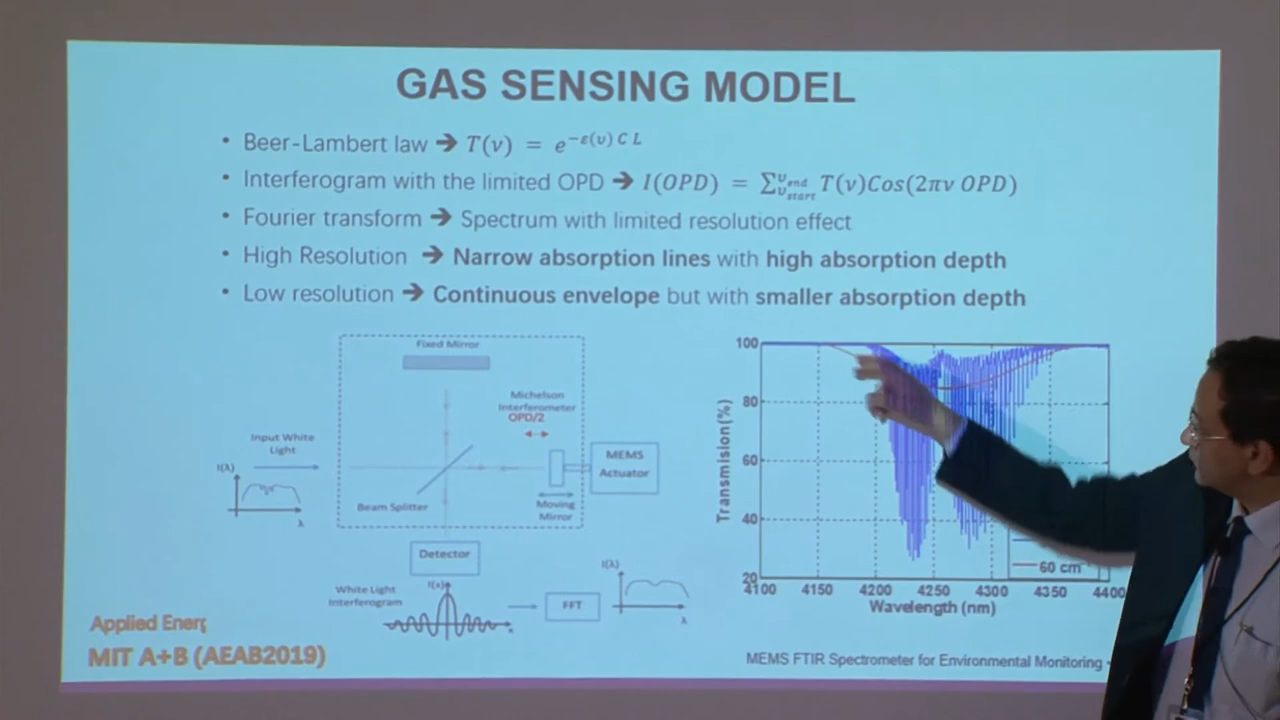 GAS SENSING MODEL
• Beer-Lambert law ➔ T(ν) = e^−ε(υ) C L
• Interferogram with the limited OPD ➔ I(OPD) = ∑υstart υend T(ν)Cos(2πν OPD)
• Fourier transform ➔ Spectrum with limited resolution effect
• High Resolution ➔ Narrow absorption lines with high absorption depth
• Low resolution ➔ Continuous envelope but with smaller absorption depth
Fixed Mirror
Michelson
Interferometer
OPD/2
Input White
Light
I(λ)
λ
MEMS
Actuator
Beam Splitter
Moving
Mirror
Detector
White Light
Interferogram
I(x)
x
FFT
I(λ)
λ
Transmision(%)
100
80
60
40
20
4100 4150 4200 4250 4300 4350 4400
Wavelength (nm)
60 cm⁻¹
Applied Energ
MIT A+B (AEAB2019)
MEMS FTIR Spectrometer for Environmental Monitoring